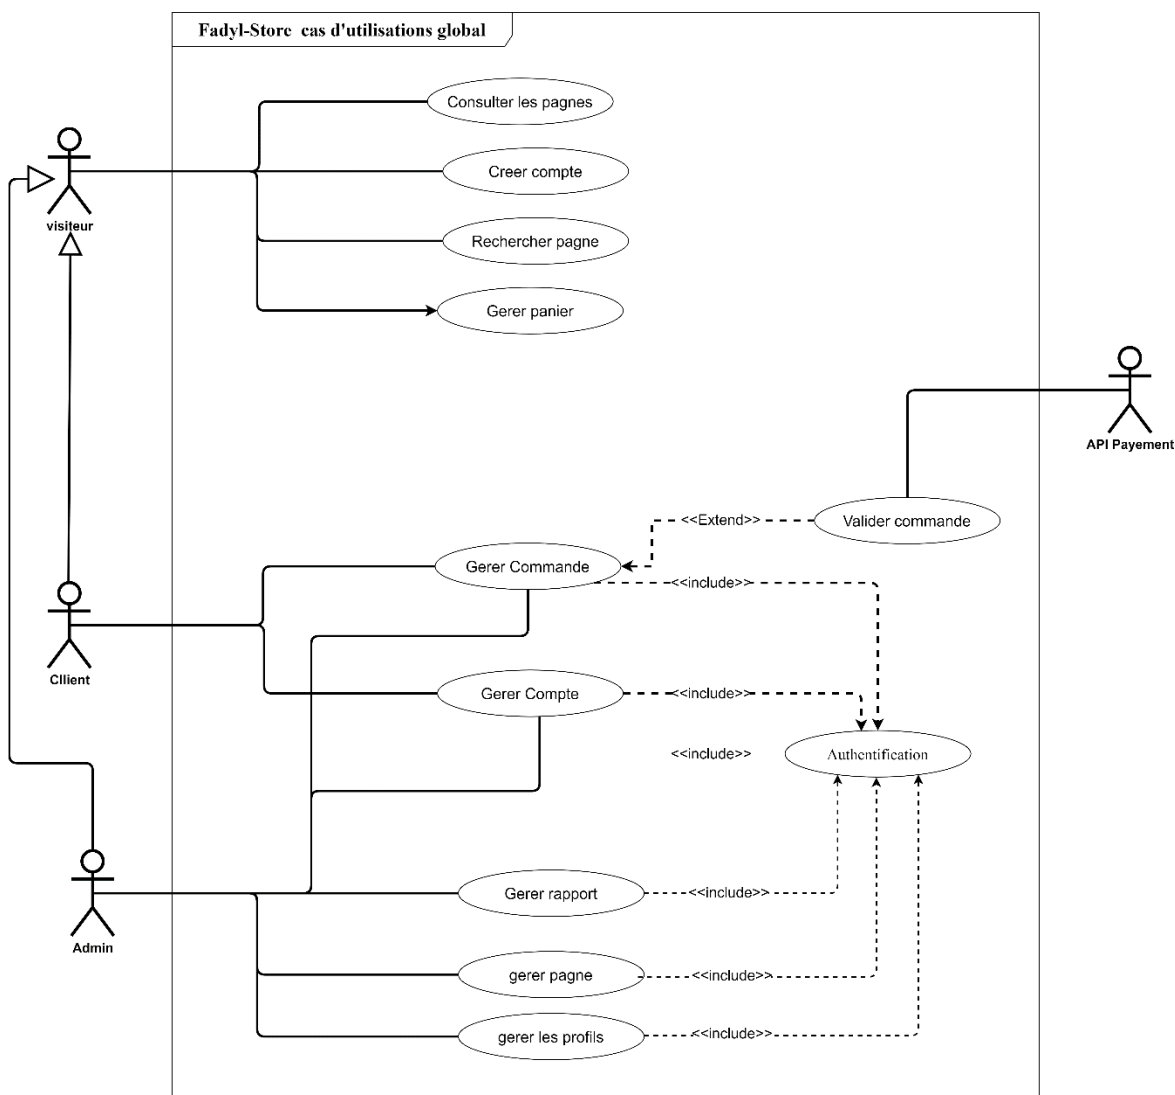 Fadyl-Store cas d'utilisations global
Consulter les pagnes
Creer compte
visiteur
Rechercher pagne
Gerer panier
API Payement
<<Extend>>
Valider commande
Gerer Commande
<<include>>
Cllient
Gerer Compte
<<include>>
<<include>>
Authentification
Gerer rapport
<<include>>
Admin
gerer pagne
<<include>>
gerer les profils
<<include>>